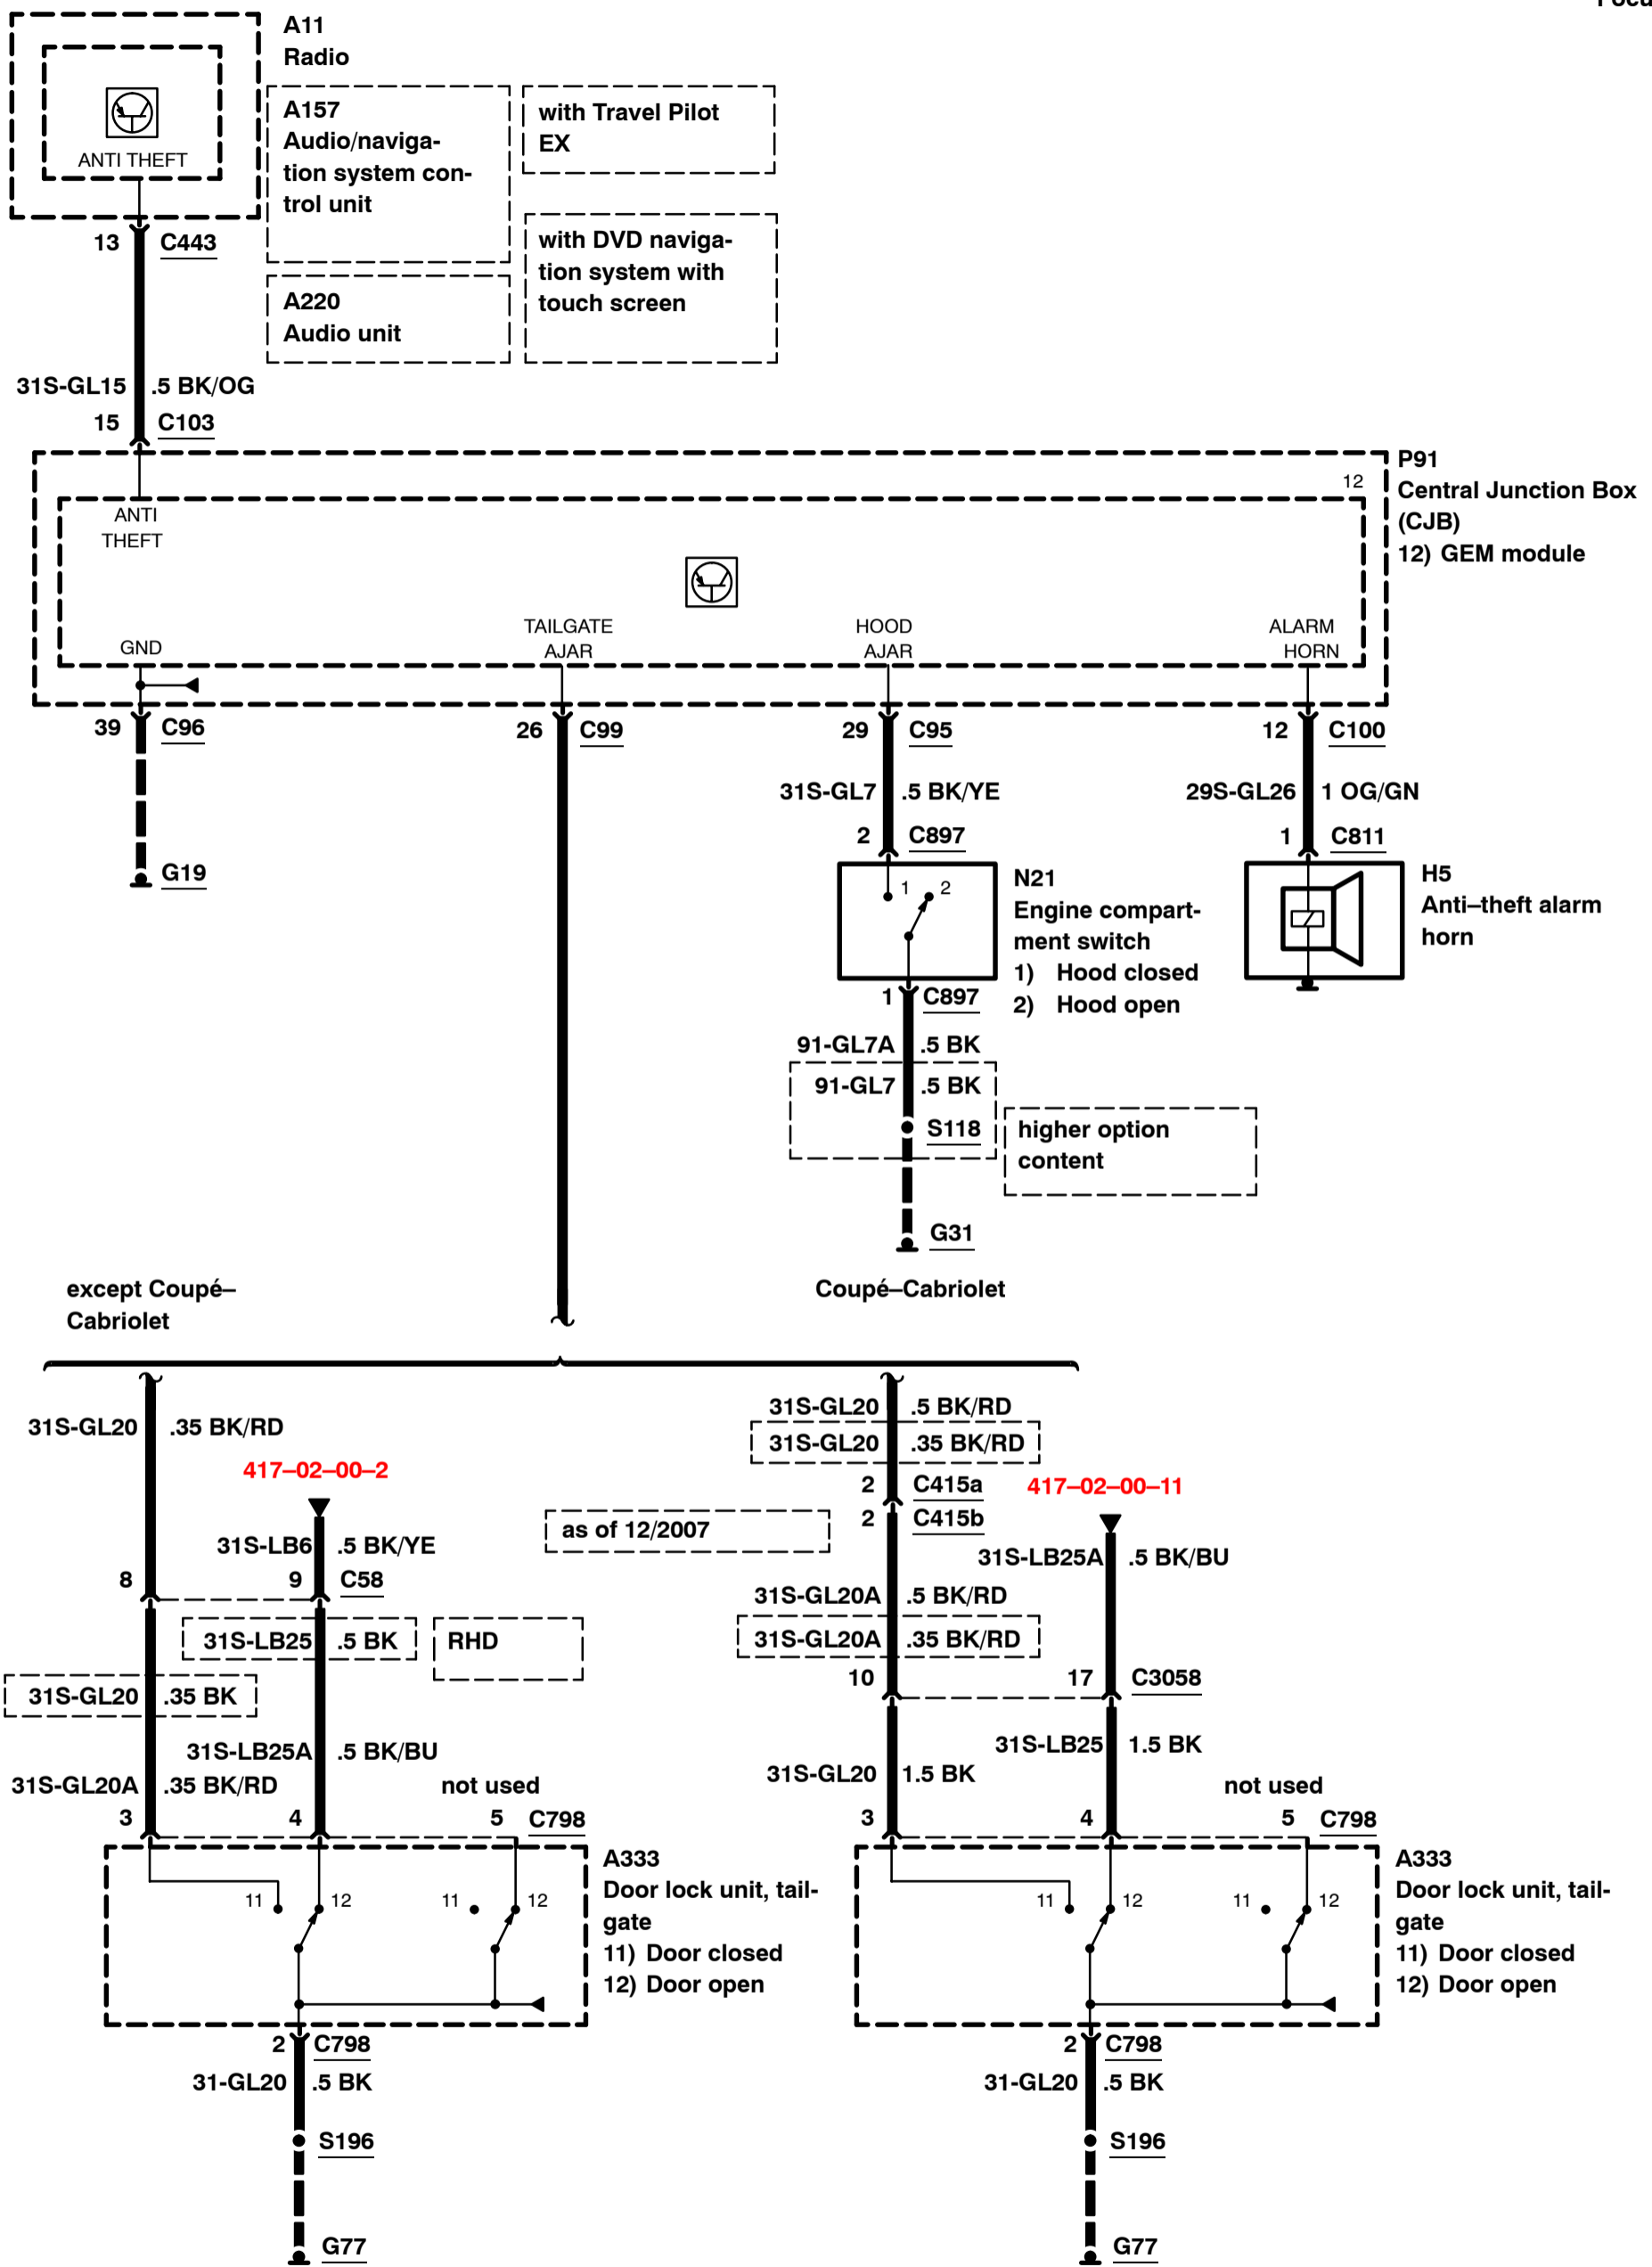 A11
Radio
ANTI THEFT
A157
Audio/naviga-
tion system con-
trol unit
with Travel Pilot
EX
with DVD naviga-
tion system with
touch screen
A220
Audio unit
13 C443
31S-GL15 .5 BK/OG
15 C103
P91
Central Junction Box
(CJB)
12) GEM module
12
ANTI
THEFT
GND
TAILGATE
AJAR
HOOD
AJAR
ALARM
HORN
39 C96
26 C99
29 C95
12 C100
31S-GL7 .5 BK/YE
29S-GL26 1 OG/GN
2 C897
1 C811
G19
1 2
N21
Engine compart-
ment switch
1) Hood closed
2) Hood open
H5
Anti–theft alarm
horn
1 C897
91-GL7A .5 BK
91-GL7 .5 BK
S118
higher option
content
G31
except Coupé–
Cabriolet
Coupé–Cabriolet
31S-GL20 .35 BK/RD
417–02–00–2
31S-LB6 .5 BK/YE
8 9 C58
31S-LB25 .5 BK
RHD
31S-GL20 .35 BK
31S-LB25A .5 BK/BU
31S-GL20A .35 BK/RD
not used
3 4 5 C798
11 12 11 12
A333
Door lock unit, tail-
gate
11) Door closed
12) Door open
2 C798
31-GL20 .5 BK
S196
G77
31S-GL20 .5 BK/RD
31S-GL20 .35 BK/RD
2 C415a
2 C415b
417–02–00–11
as of 12/2007
31S-LB25A .5 BK/BU
31S-GL20A .5 BK/RD
31S-GL20A .35 BK/RD
10 17 C3058
31S-LB25 1.5 BK
31S-GL20 1.5 BK
not used
3 4 5 C798
11 12 11 12
A333
Door lock unit, tail-
gate
11) Door closed
12) Door open
2 C798
31-GL20 .5 BK
S196
G77